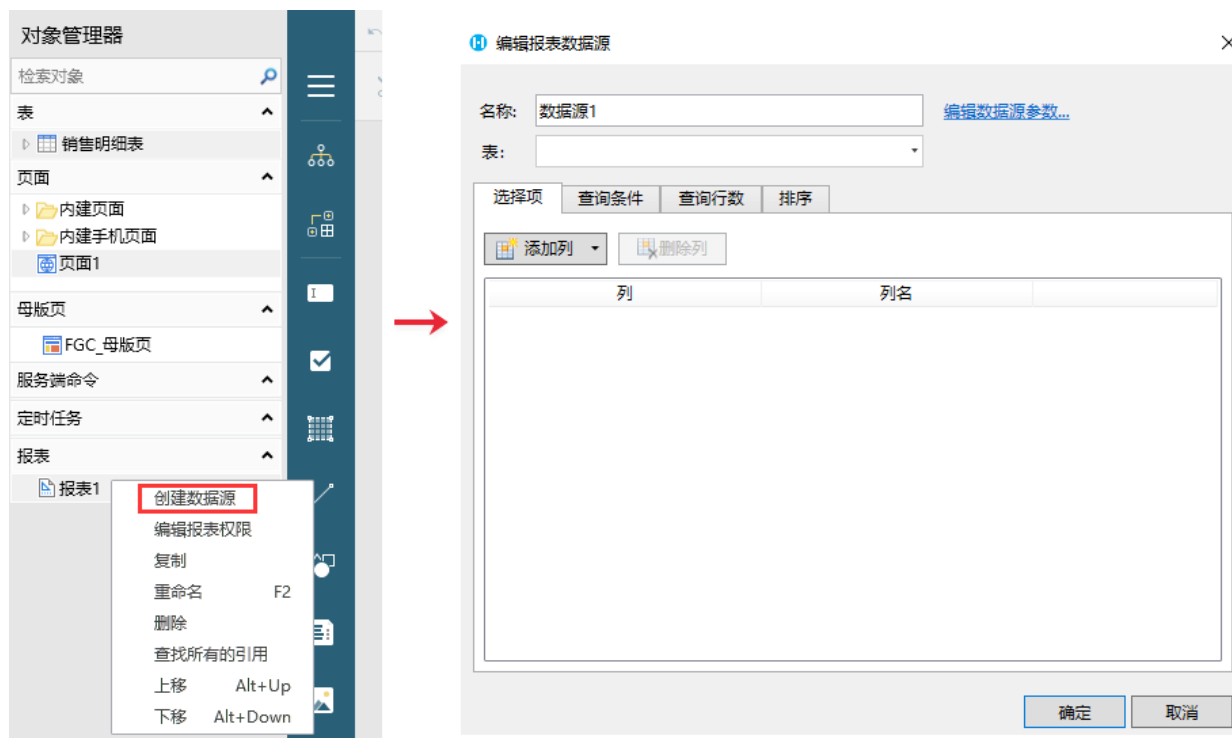 对象管理器
检索对象
表
销售明细表
页面
内建页面
内建手机页面
页面1
母版页
FGC_母版页
服务端命令
定时任务
报表
报表1
创建数据源
编辑报表权限
复制
重命名 F2
删除
查找所有的引用
上移 Alt+Up
下移 Alt+Down
编辑报表数据源
名称: 数据源1 编辑数据源参数...
表:
选择项 查询条件 查询行数 排序
添加列 删除列
列 列名
确定 取消